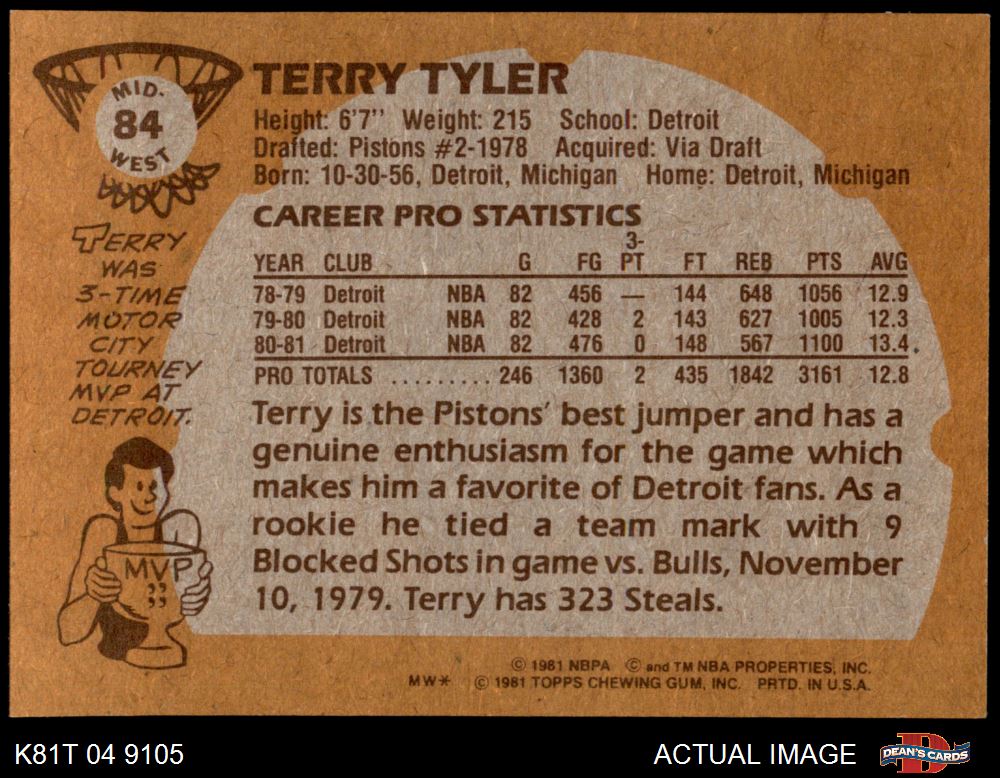 MID-
84
WEST
TERRY TYLER
Height: 6'7'' Weight: 215 School: Detroit
Drafted: Pistons #2-1978 Acquired: Via Draft
Born: 10-30-56, Detroit, Michigan Home: Detroit, Michigan
CAREER PRO STATISTICS
3-
YEAR CLUB G FG PT FT REB PTS AVG
78-79 Detroit NBA 82 456 — 144 648 1056 12.9
79-80 Detroit NBA 82 428 2 143 627 1005 12.3
80-81 Detroit NBA 82 476 0 148 567 1100 13.4
PRO TOTALS ......... 246 1360 2 435 1842 3161 12.8
Terry is the Pistons' best jumper and has a
genuine enthusiasm for the game which
makes him a favorite of Detroit fans. As a
rookie he tied a team mark with 9
Blocked Shots in game vs. Bulls, November
10, 1979. Terry has 323 Steals.
TERRY
WAS
3-TIME
MOTOR
CITY
TOURNEY
MVP AT
DETROIT.
MVP
© 1981 NBPA © and TM NBA PROPERTIES, INC.
MW* © 1981 TOPPS CHEWING GUM, INC. PRTD. IN U.S.A.
K81T 04 9105
ACTUAL IMAGE
DEAN'S CARDS